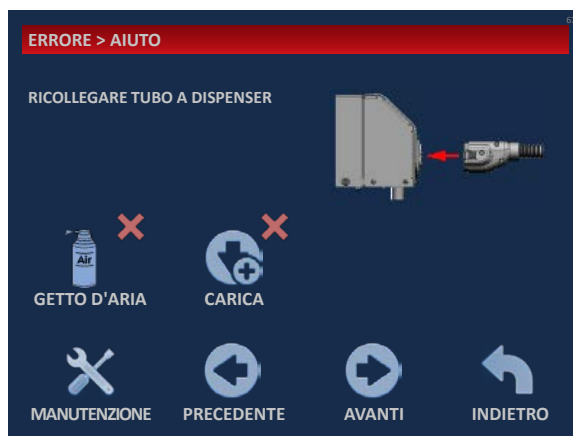 ERRORE > AIUTO
RICOLLEGARE TUBO A DISPENSER
Air
GETTO D'ARIA
CARICA
MANUTENZIONE
PRECEDENTE
AVANTI
INDIETRO